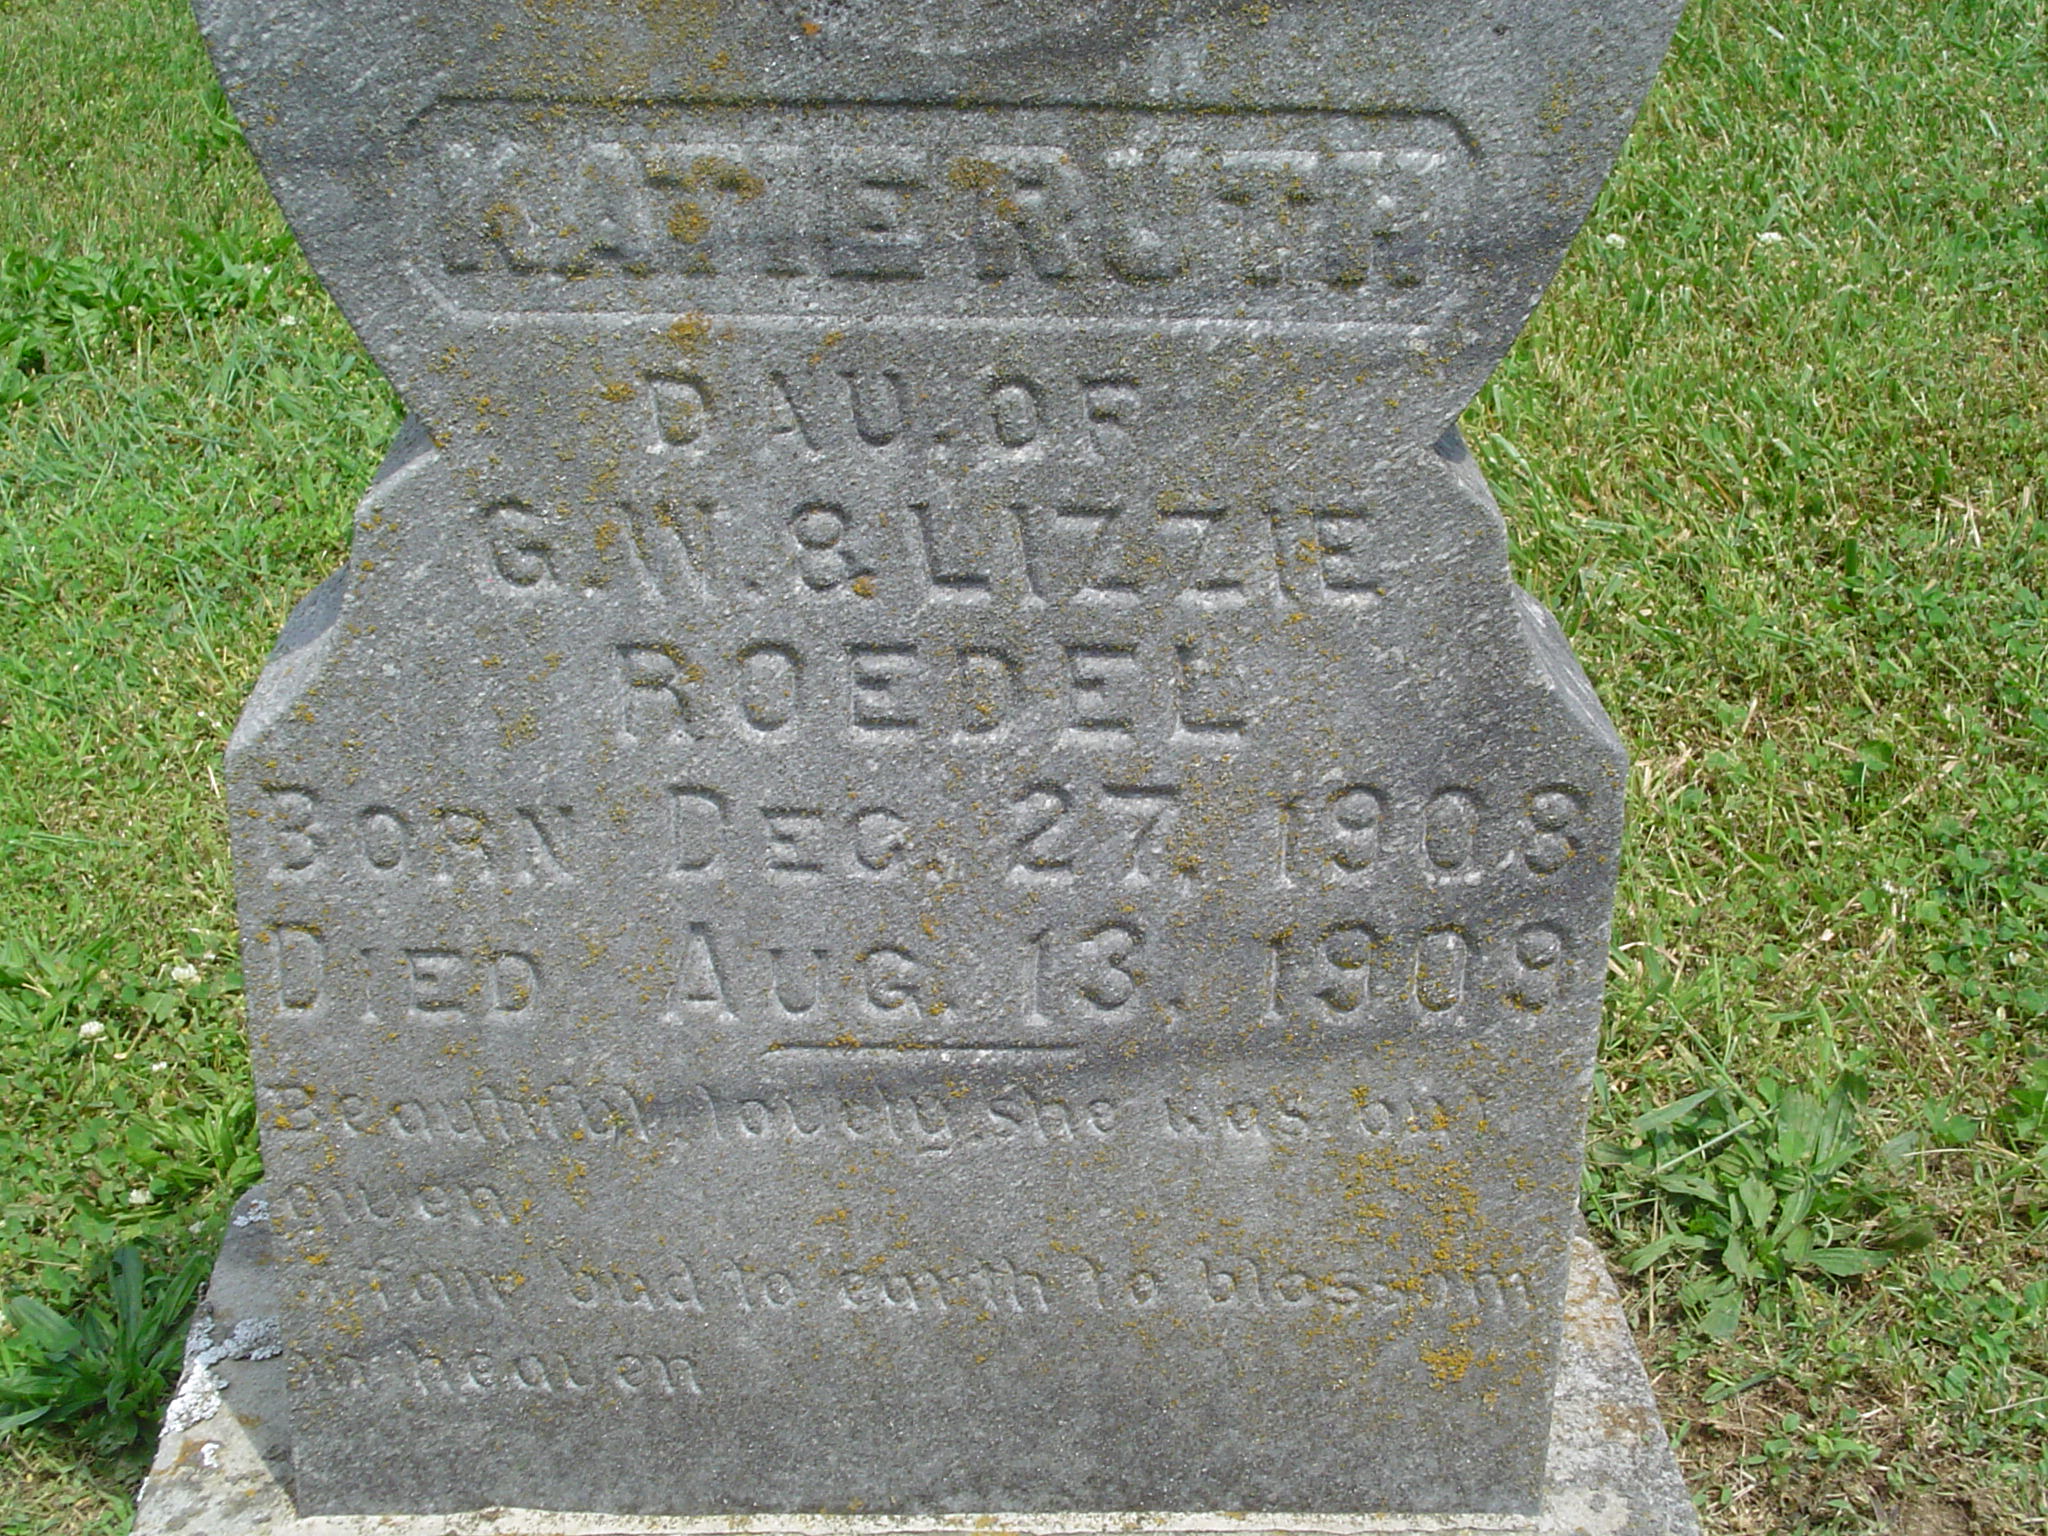 KATIE RUTH
DAU. OF
G. W. & LIZZIE
ROEDEL
BORN DEC. 27, 1908
DIED AUG. 13, 1909
Beautiful, lovely, she was but
given
A fair bud to earth to blossom
in heaven